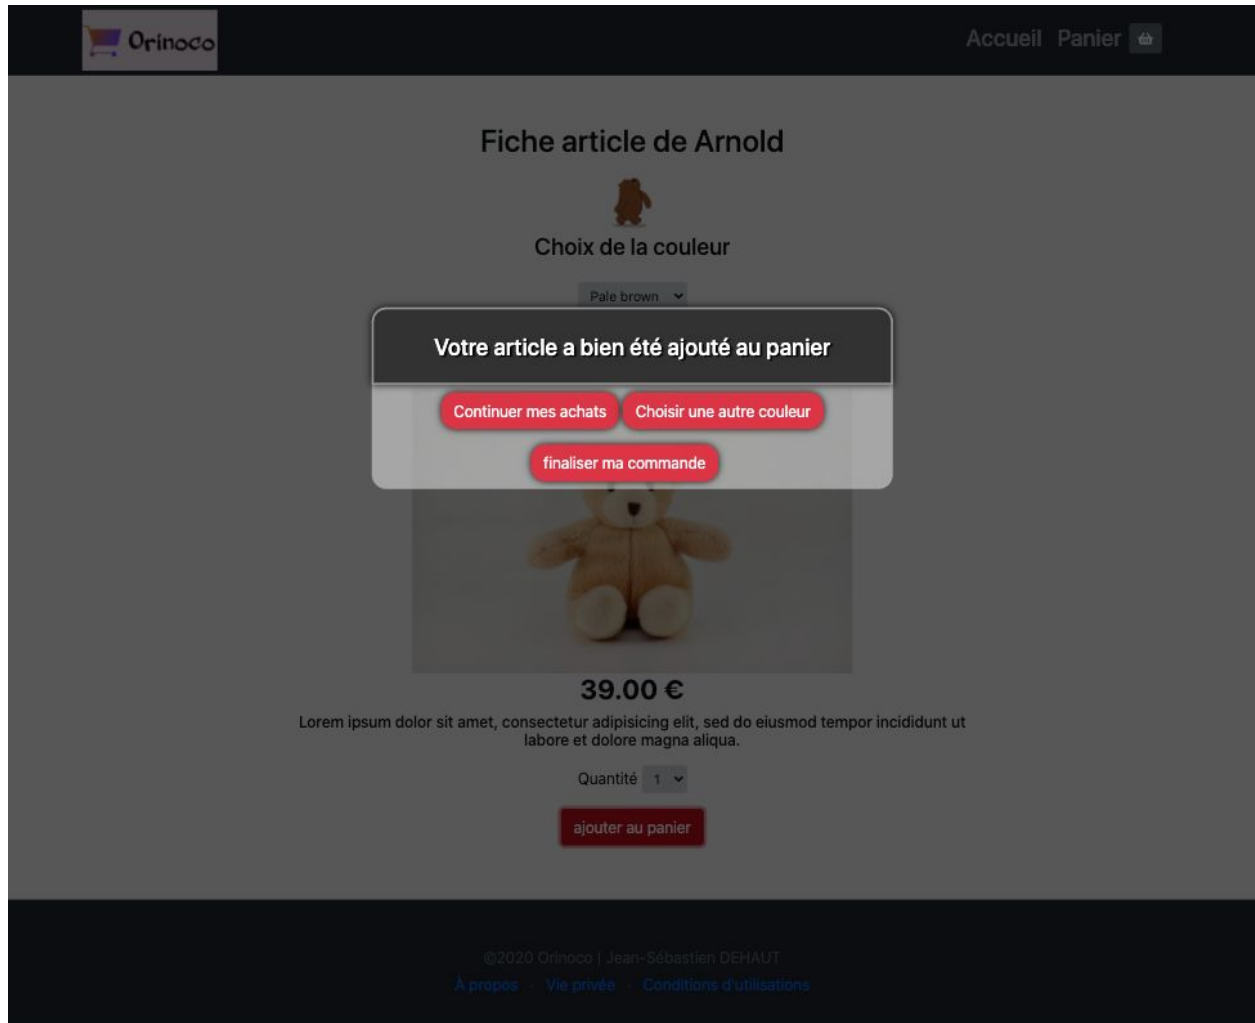 Orinoco
Accueil Panier
Fiche article de Arnold
Choix de la couleur
Pale brown
Votre article a bien été ajouté au panier
Continuer mes achats Choisir une autre couleur
finaliser ma commande
39.00 €
Lorem ipsum dolor sit amet, consectetur adipisicing elit, sed do eiusmod tempor incididunt ut
labore et dolore magna aliqua.
Quantité 1
ajouter au panier
©2020 Orinoco | Jean-Sébastien DEHAUT
À propos · Vie privée · Conditions d'utilisations